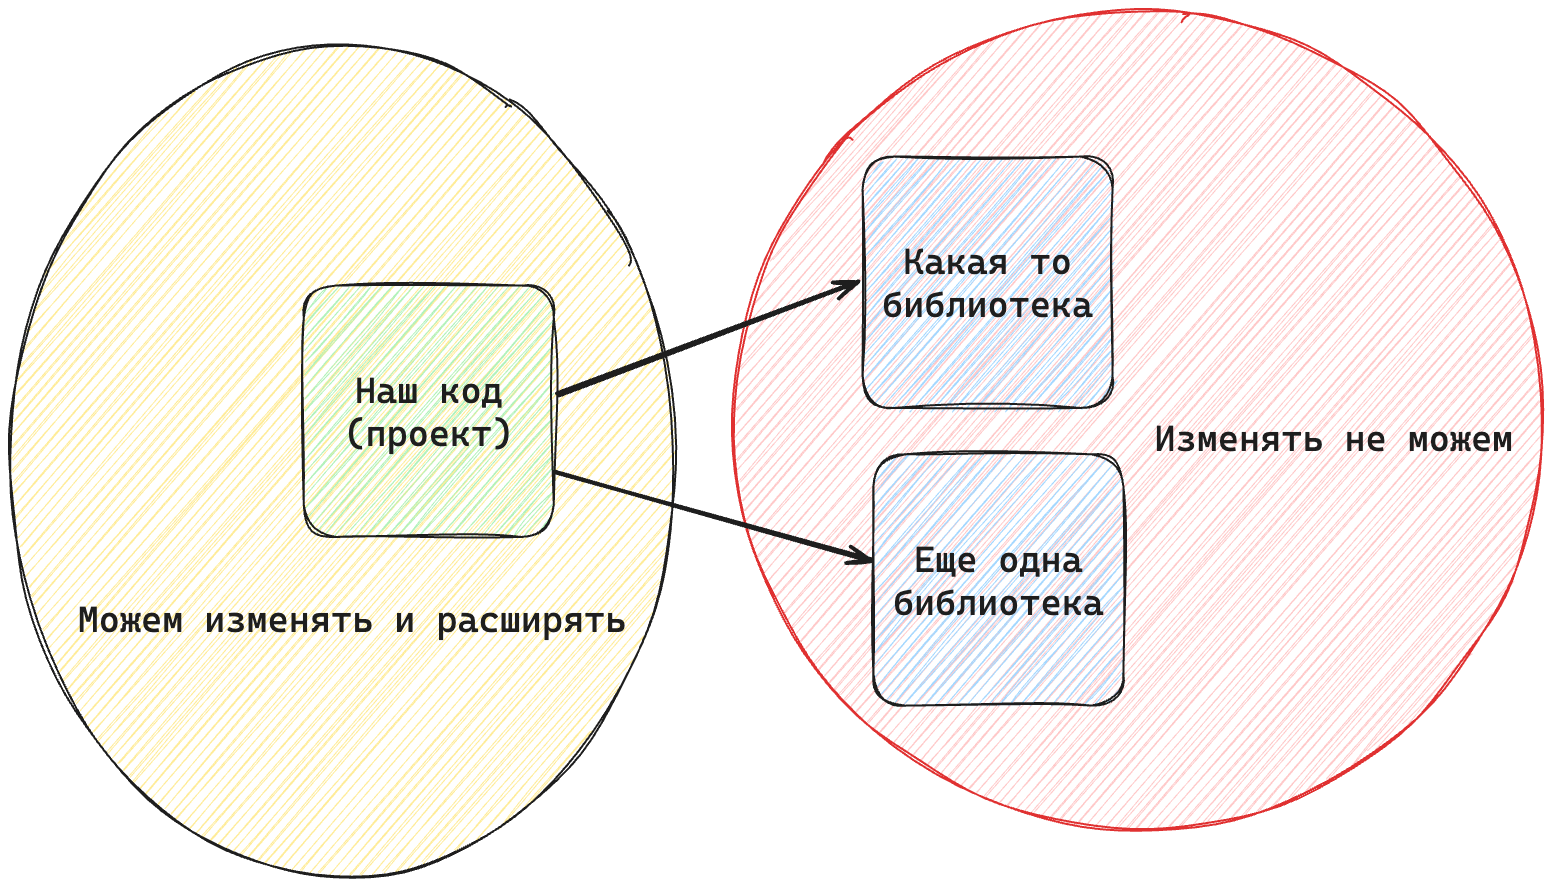 Какая то
библиотека
Наш код
(проект)
Изменять не можем
Еще одна
библиотека
Можем изменять и расширять